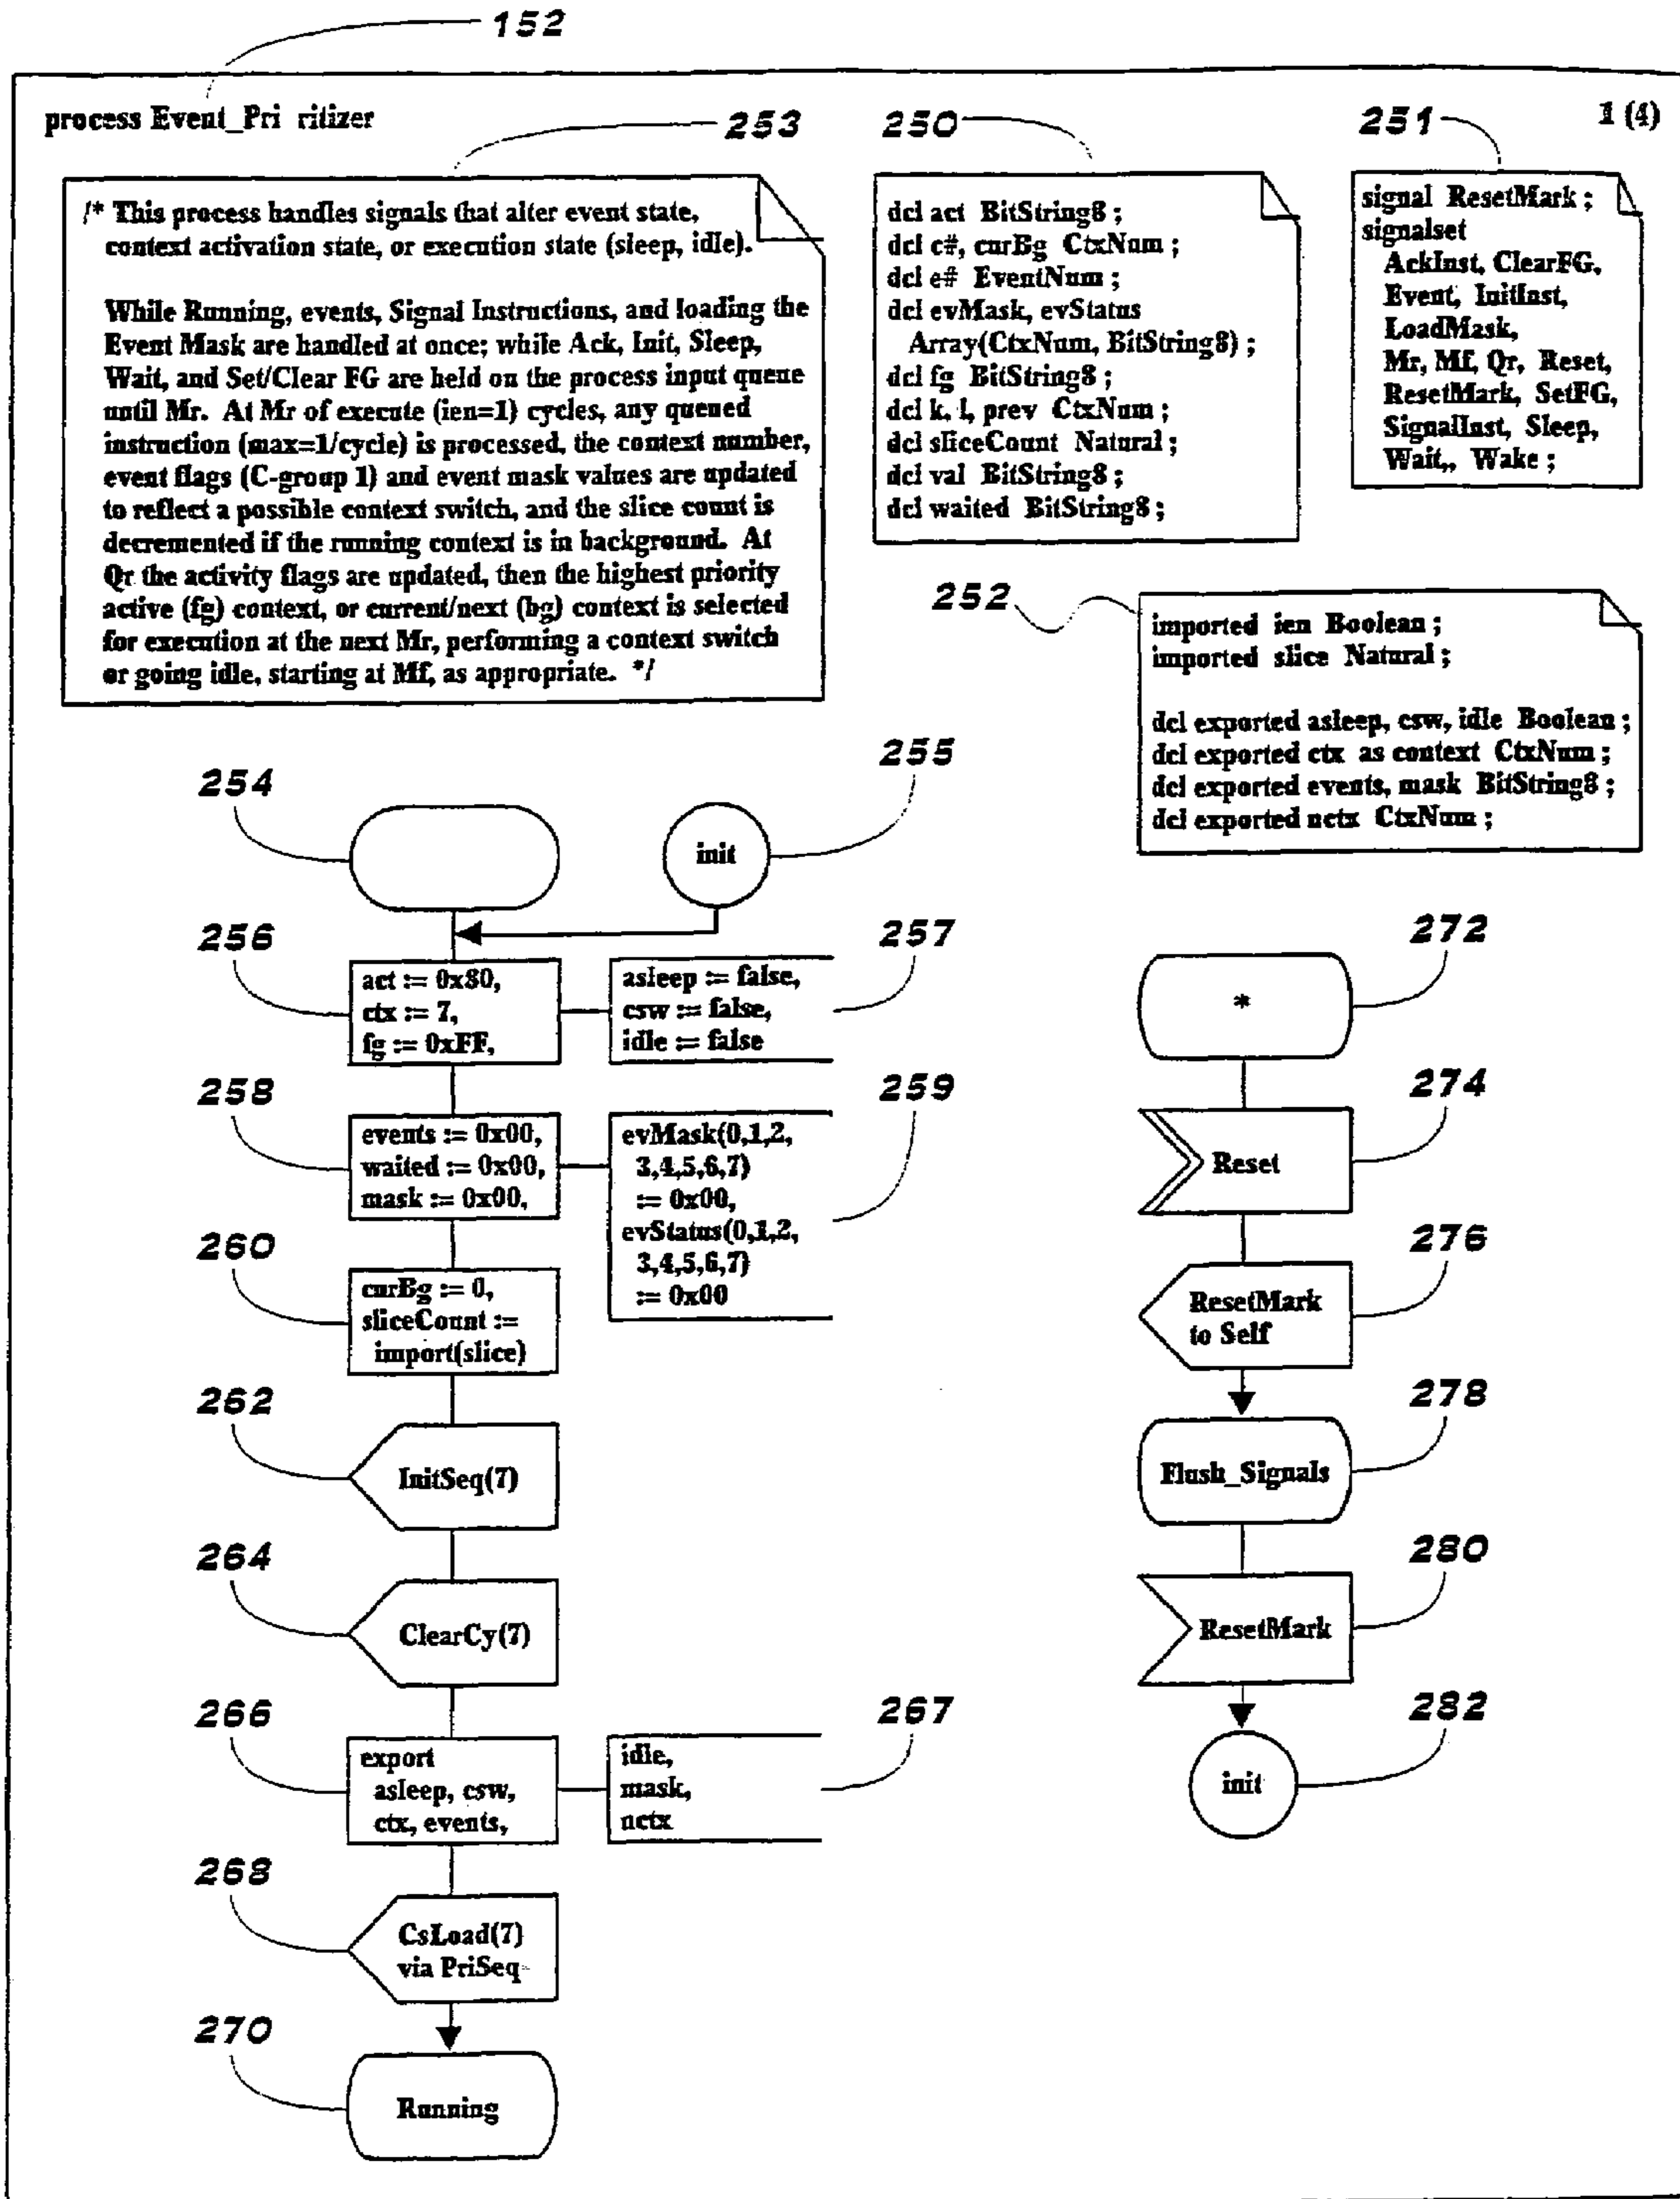 152
process Event_Pri ritizer
1 (4)
253
/* This process handles signals that alter event state,
context activation state, or execution state (sleep, idle).
While Running, events, Signal Instructions, and loading the
Event Mask are handled at once; while Ack, Init, Sleep,
Wait, and Set/Clear FG are held on the process input queue
until Mr. At Mr of execute (ien=1) cycles, any queued
instruction (max=1/cycle) is processed, the context number,
event flags (C-group 1) and event mask values are updated
to reflect a possible context switch, and the slice count is
decremented if the running context is in background. At
Qr the activity flags are updated, then the highest priority
active (fg) context, or current/next (bg) context is selected
for execution at the next Mr, performing a context switch
or going idle, starting at Mf, as appropriate. */
250
dcl act BitString8 ;
dcl c#, curBg CtxNum ;
dcl e# EventNum ;
dcl evMask, evStatus
Array(CtxNum, BitString8) ;
dcl fg BitString8 ;
dcl k, l, prev CtxNum ;
dcl sliceCount Natural ;
dcl val BitString8 ;
dcl waited BitString8 ;
251
signal ResetMark ;
signalset
AckInst, ClearFG,
Event, InitInst,
LoadMask,
Mr, Mf, Qr, Reset,
ResetMark, SetFG,
SignalInst, Sleep,
Wait,, Wake ;
252
imported ien Boolean ;
imported slice Natural ;
dcl exported asleep, csw, idle Boolean ;
dcl exported ctx as context CtxNum ;
dcl exported events, mask BitString8 ;
dcl exported nctx CtxNum ;
254
255
init
256
act := 0x80,
ctx := 7,
fg := 0xFF,
257
asleep := false,
csw := false,
idle := false
258
events := 0x00,
waited := 0x00,
mask := 0x00,
259
evMask(0,1,2,
3,4,5,6,7)
:= 0x00,
evStatus(0,1,2,
3,4,5,6,7)
:= 0x00
260
curBg := 0,
sliceCount :=
import(slice)
262
InitSeq(7)
264
ClearCy(7)
266
export
asleep, csw,
ctx, events,
267
idle,
mask,
nctx
268
CsLoad(7)
via PriSeq
270
Running
272
*
274
Reset
276
ResetMark
to Self
278
Flush_Signals
280
ResetMark
282
init